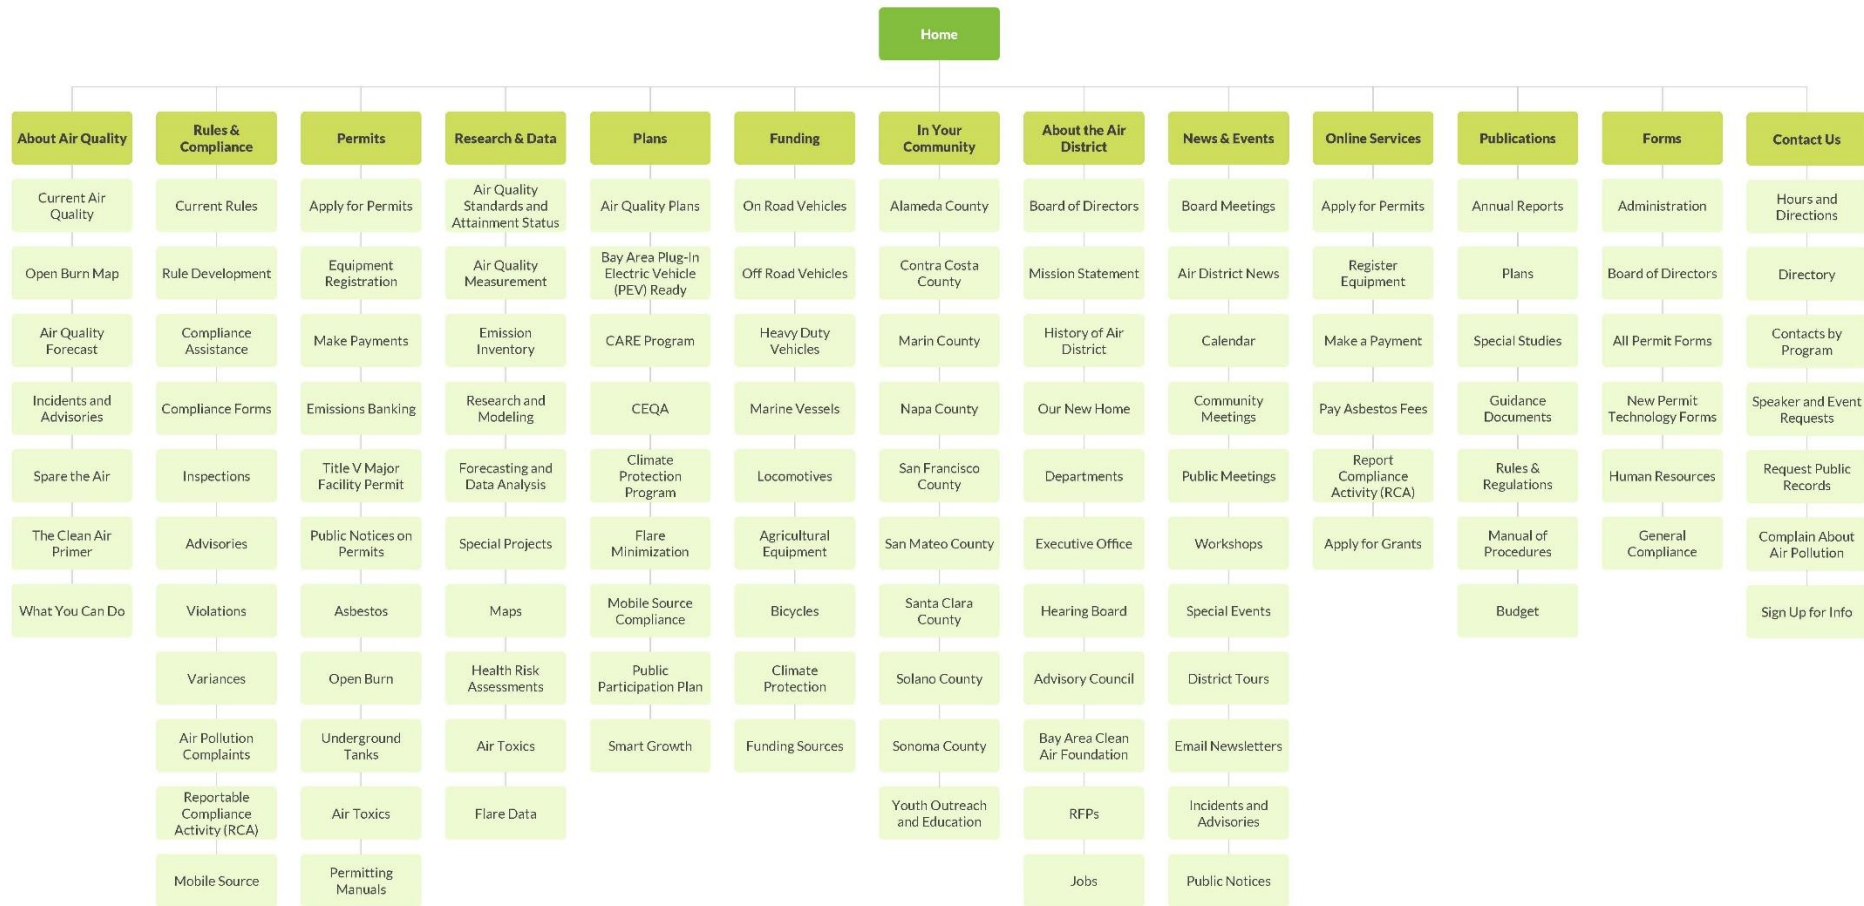 Home
About Air Quality
Current Air
Quality
Open Burn Map
Air Quality
Forecast
Incidents and
Advisories
Spare the Air
The Clean Air
Primer
What You Can Do
Rules &
Compliance
Current Rules
Rule Development
Compliance
Assistance
Compliance Forms
Inspections
Advisories
Violations
Variances
Air Pollution
Complaints
Reportable
Compliance
Activity (RCA)
Mobile Source
Permits
Apply for Permits
Equipment
Registration
Make Payments
Emissions Banking
Title V Major
Facility Permit
Public Notices on
Permits
Asbestos
Open Burn
Underground
Tanks
Air Toxics
Permitting
Manuals
Research & Data
Air Quality
Standards and
Attainment Status
Air Quality
Measurement
Emission
Inventory
Research and
Modeling
Forecasting and
Data Analysis
Special Projects
Maps
Health Risk
Assessments
Air Toxics
Flare Data
Plans
Air Quality Plans
Bay Area Plug-In
Electric Vehicle
(PEV) Ready
CARE Program
CEQA
Climate
Protection
Program
Flare
Minimization
Mobile Source
Compliance
Public
Participation Plan
Smart Growth
Funding
On Road Vehicles
Off Road Vehicles
Heavy Duty
Vehicles
Marine Vessels
Locomotives
Agricultural
Equipment
Bicycles
Climate
Protection
Funding Sources
In Your
Community
Alameda County
Contra Costa
County
Marin County
Napa County
San Francisco
County
San Mateo County
Santa Clara
County
Solano County
Sonoma County
Youth Outreach
and Education
About the Air
District
Board of Directors
Mission Statement
History of Air
District
Our New Home
Departments
Executive Office
Hearing Board
Advisory Council
Bay Area Clean
Air Foundation
RFPs
Jobs
News & Events
Board Meetings
Air District News
Calendar
Community
Meetings
Public Meetings
Workshops
Special Events
District Tours
Email Newsletters
Incidents and
Advisories
Public Notices
Online Services
Apply for Permits
Register
Equipment
Make a Payment
Pay Asbestos Fees
Report
Compliance
Activity (RCA)
Apply for Grants
Publications
Annual Reports
Plans
Special Studies
Guidance
Documents
Rules &
Regulations
Manual of
Procedures
Budget
Forms
Administration
Board of Directors
All Permit Forms
New Permit
Technology Forms
Human Resources
General
Compliance
Contact Us
Hours and
Directions
Directory
Contacts by
Program
Speaker and Event
Requests
Request Public
Records
Complain About
Air Pollution
Sign Up for Info